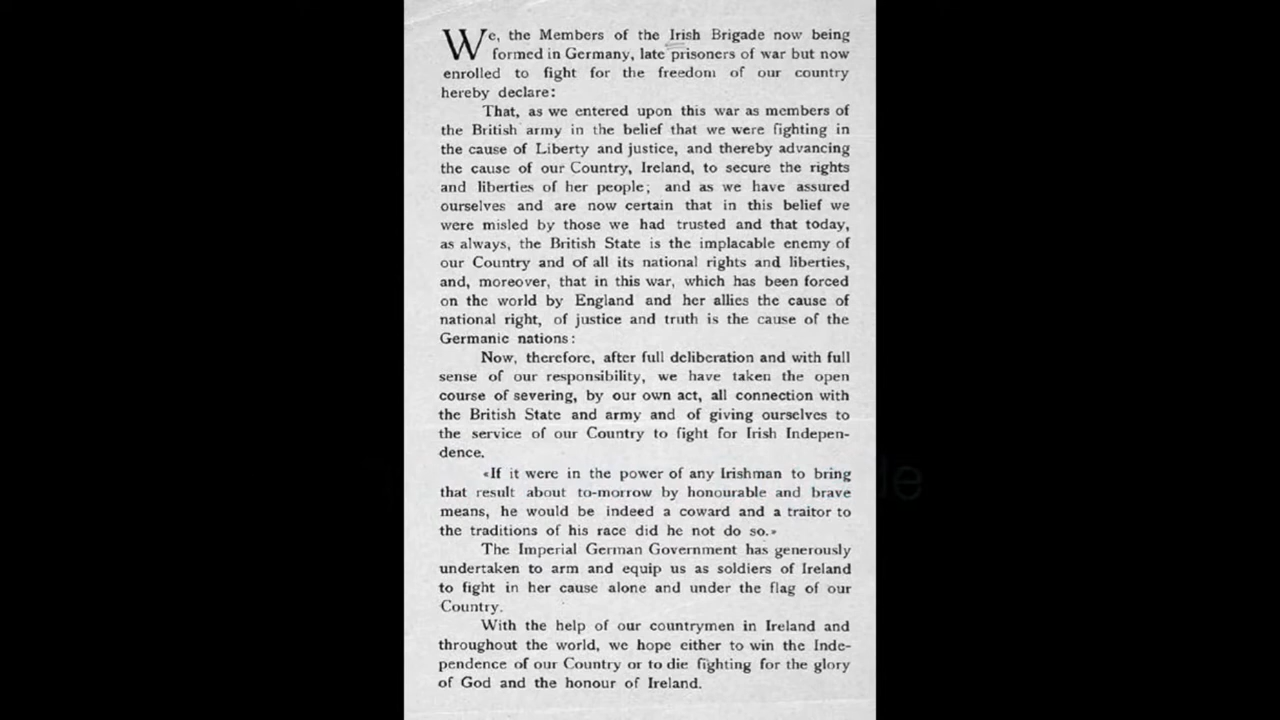 We, the Members of the Irish Brigade now being
formed in Germany, late prisoners of war but now
enrolled to fight for the freedom of our country
hereby declare:
That, as we entered upon this war as members of
the British army in the belief that we were fighting in
the cause of Liberty and justice, and thereby advancing
the cause of our Country, Ireland, to secure the rights
and liberties of her people; and as we have assured
ourselves and are now certain that in this belief we
were misled by those we had trusted and that today,
as always, the British State is the implacable enemy of
our Country and of all its national rights and liberties,
and, moreover, that in this war, which has been forced
on the world by England and her allies the cause of
national right, of justice and truth is the cause of the
Germanic nations:
Now, therefore, after full deliberation and with full
sense of our responsibility, we have taken the open
course of severing, by our own act, all connection with
the British State and army and of giving ourselves to
the service of our Country to fight for Irish Indepen-
dence.
«If it were in the power of any Irishman to bring
that result about to-morrow by honourable and brave
means, he would be indeed a coward and a traitor to
the traditions of his race did he not do so.»
The Imperial German Government has generously
undertaken to arm and equip us as soldiers of Ireland
to fight in her cause alone and under the flag of our
Country.
With the help of our countrymen in Ireland and
throughout the world, we hope either to win the Inde-
pendence of our Country or to die fighting for the glory
of God and the honour of Ireland.